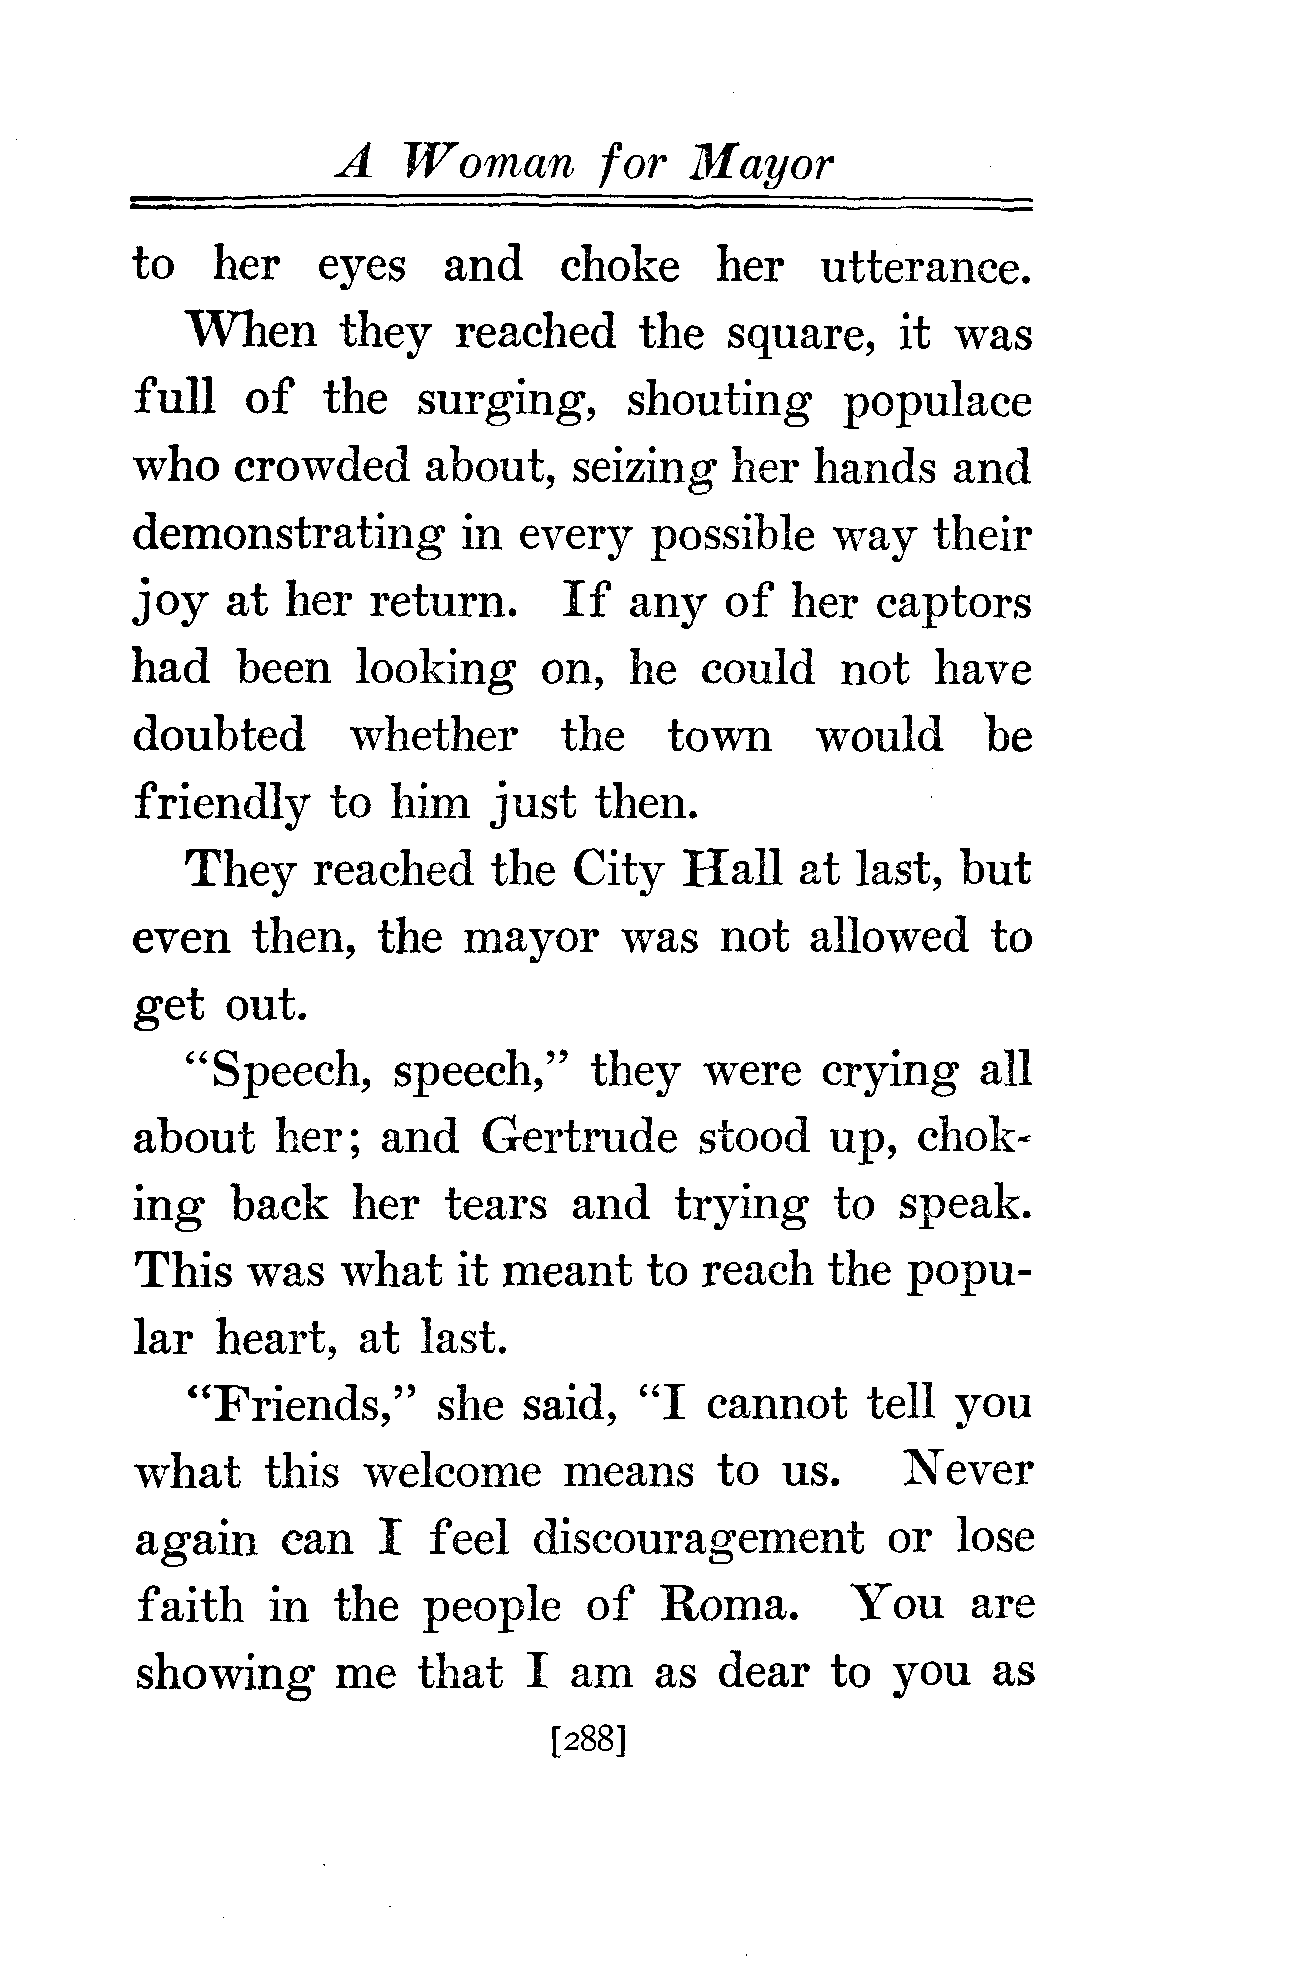 A Woman for Mayor
to her eyes and choke her utterance.
When they reached the square, it was
full of the surging, shouting populace
who crowded about, seizing her hands and
demonstrating in every possible way their
joy at her return. If any of her captors
had been looking on, he could not have
doubted whether the town would be
friendly to him just then.
They reached the City Hall at last, but
even then, the mayor was not allowed to
get out.
“Speech, speech,” they were crying all
about her; and Gertrude stood up, chok-
ing back her tears and trying to speak.
This was what it meant to reach the popu-
lar heart, at last.
“Friends,” she said, “I cannot tell you
what this welcome means to us. Never
again can I feel discouragement or lose
faith in the people of Roma. You are
showing me that I am as dear to you as
[288]